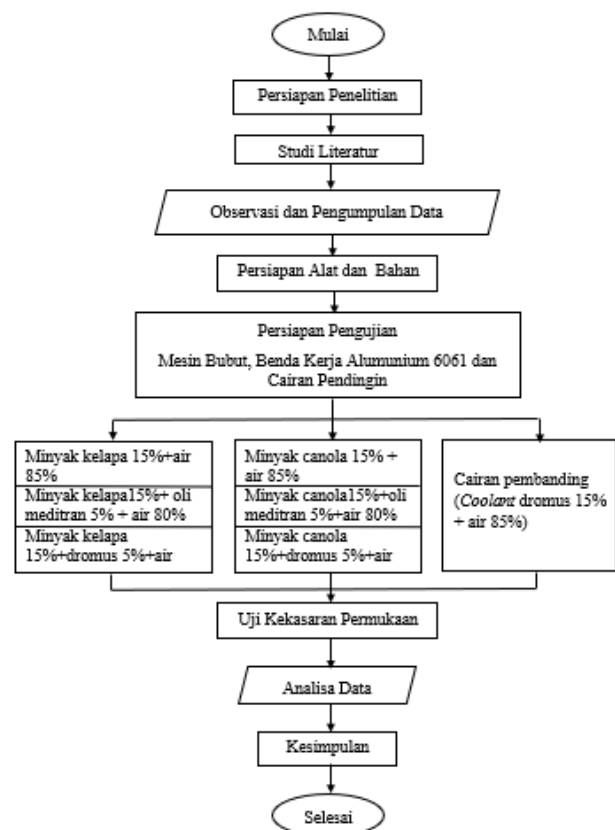 Mulai
Persiapan Penelitian
Studi Literatur
Observasi dan Pengumpulan Data
Persiapan Alat dan Bahan
Persiapan Pengujian
Mesin Bubut, Benda Kerja Alumunium 6061 dan
Cairan Pendingin
Minyak kelapa 15%+air
85%
Minyak kelapa15%+ oli
meditran 5% + air 80%
Minyak kelapa
15%+dromus 5%+air
Minyak canola 15% +
air 85%
Minyak canola15%+oli
meditran 5%+air 80%
Minyak canola
15%+dromus 5%+air
Cairan pembanding
(Coolant dromus 15%
+ air 85%)
Uji Kekasaran Permukaan
Analisa Data
Kesimpulan
Selesai